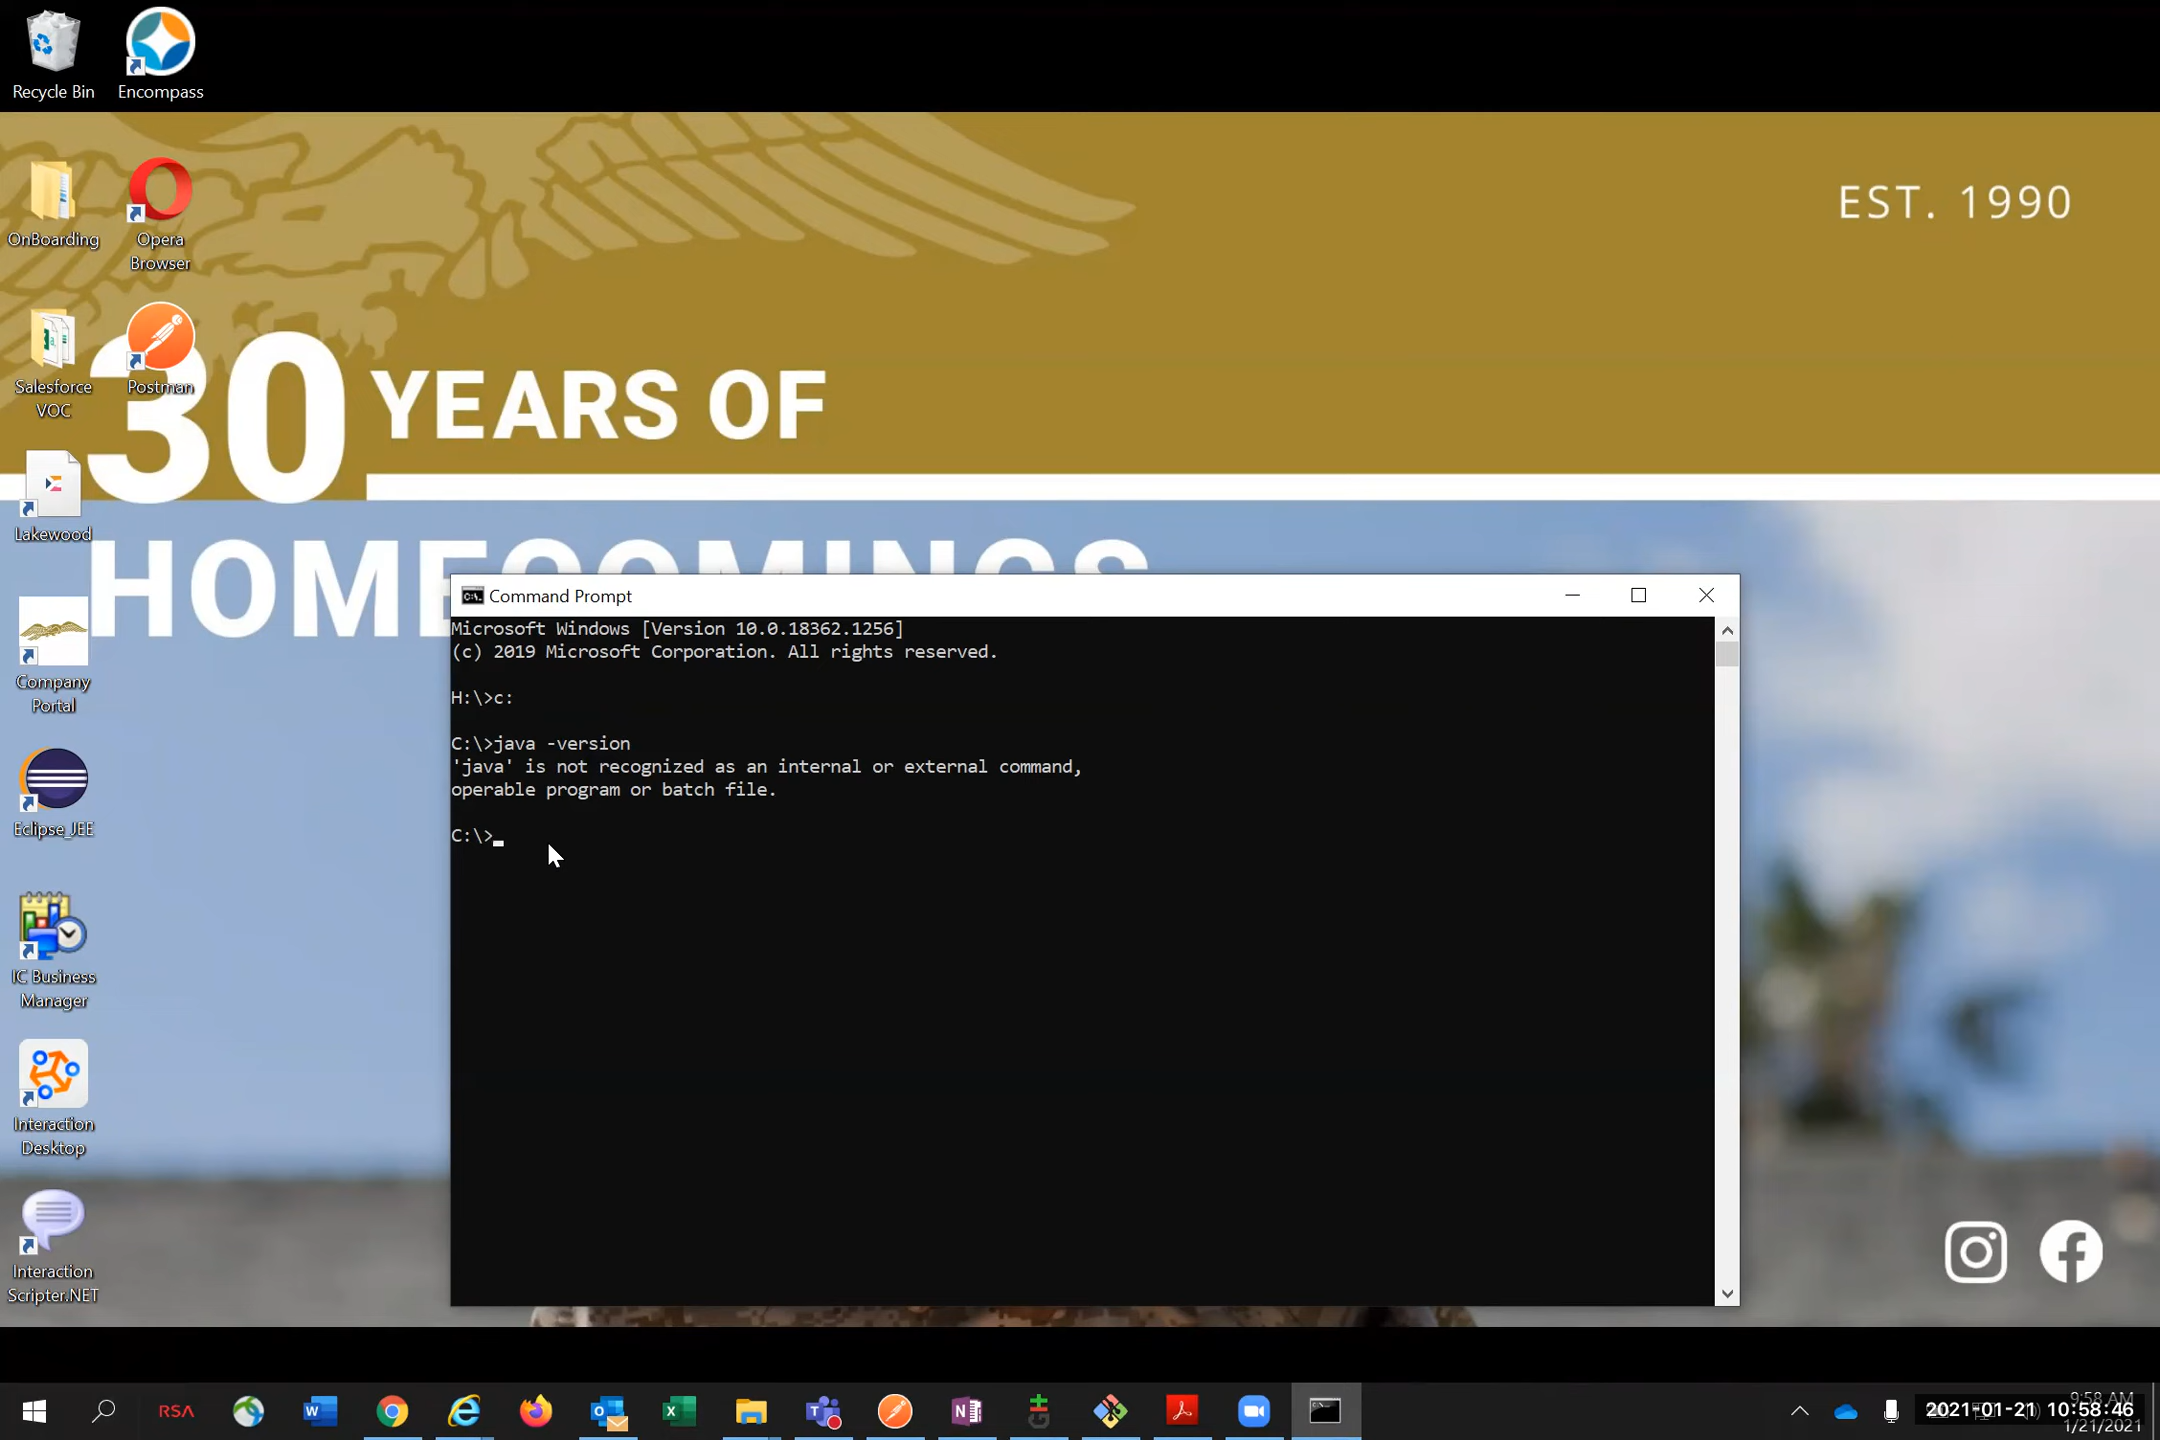 Recycle Bin
Encompass
OnBoarding
Opera
Browser
EST. 1990
Salesforce
VOC
Postman
30 YEARS OF
Lakewood
Company
Portal
Command Prompt
Microsoft Windows [Version 10.0.18362.1256]
(c) 2019 Microsoft Corporation. All rights reserved.
H:\>c:
C:\>java -version
'java' is not recognized as an internal or external command,
operable program or batch file.
C:\>
Eclipse_JEE
IC Business
Manager
Interaction
Desktop
Interaction
Scripter.NET
RSA
9:58 AM
2021-01-21 10:58:46
1/21/2021